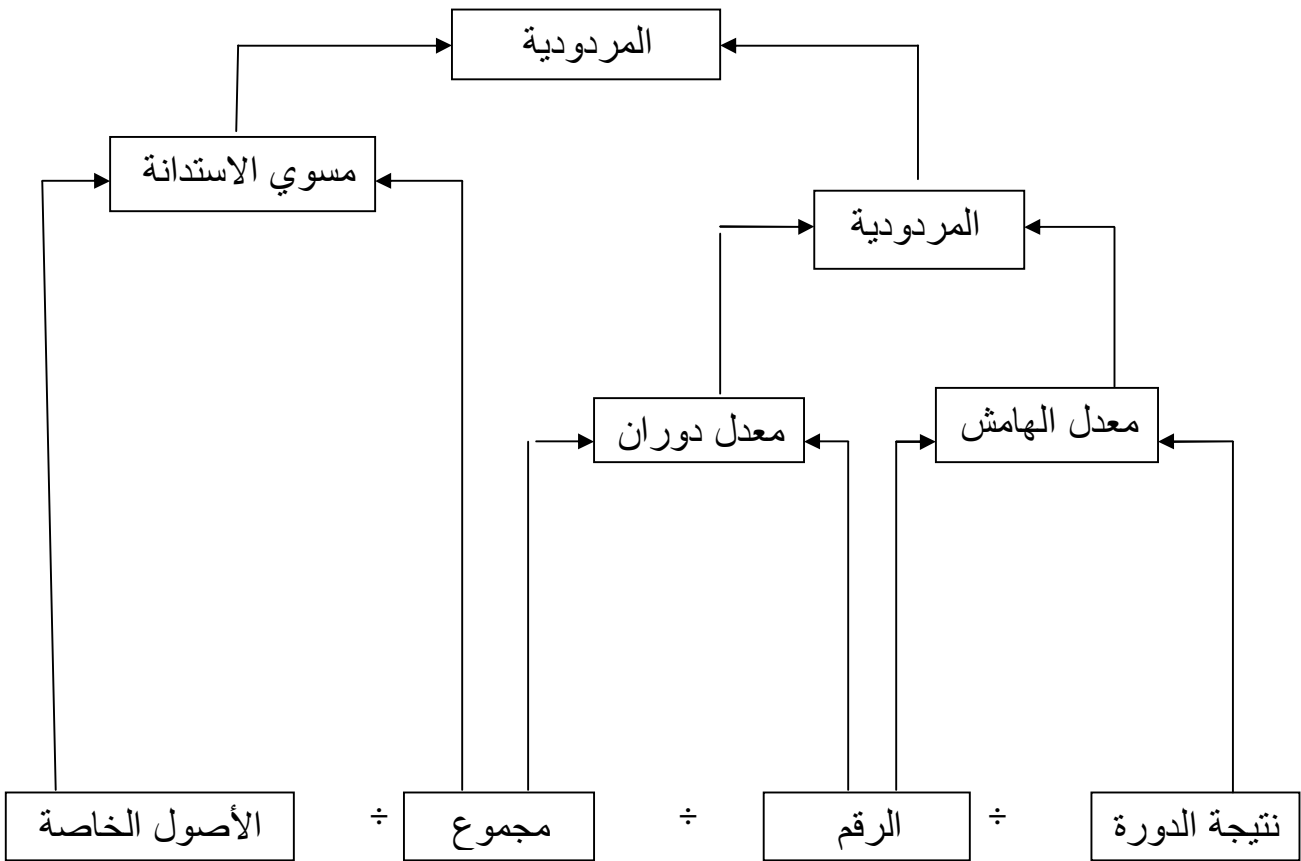 المردودية
مسوي الاستدانة
المردودية
معدل الهامش
معدل دوران
نتيجة الدورة ÷ الرقم ÷ مجموع ÷ الأصول الخاصة